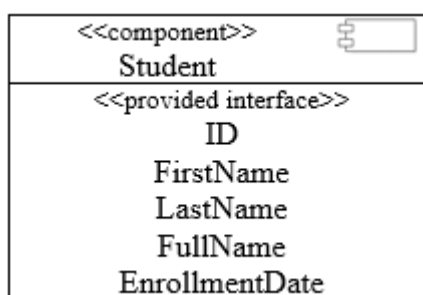 <<component>>
Student
<<provided interface>>
ID
FirstName
LastName
FullName
EnrollmentDate